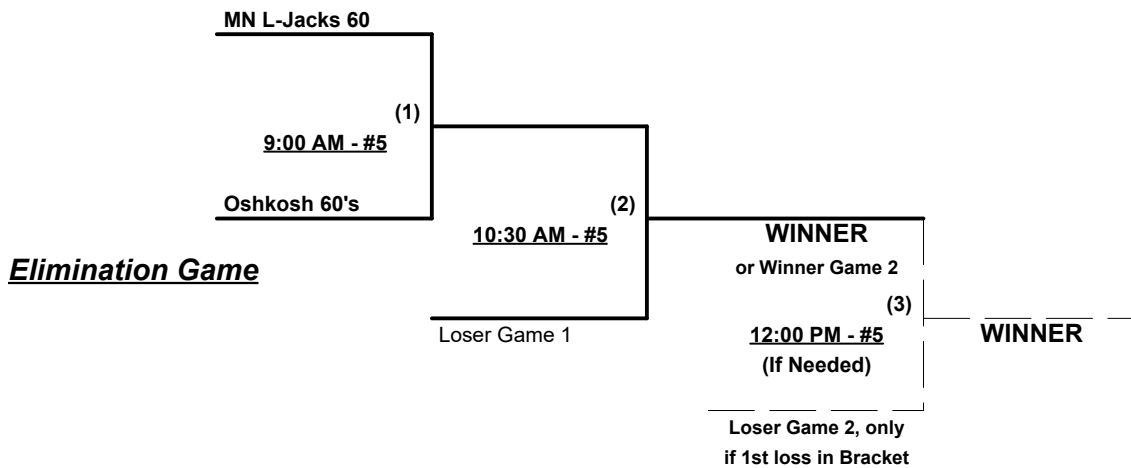 MN L-Jacks 60
(1)
9:00 AM - #5
Oshkosh 60's
(2)
10:30 AM - #5
WINNER
or Winner Game 2
Elimination Game
(3)
Loser Game 1
12:00 PM - #5
WINNER
(If Needed)
Loser Game 2, only
if 1st loss in Bracket